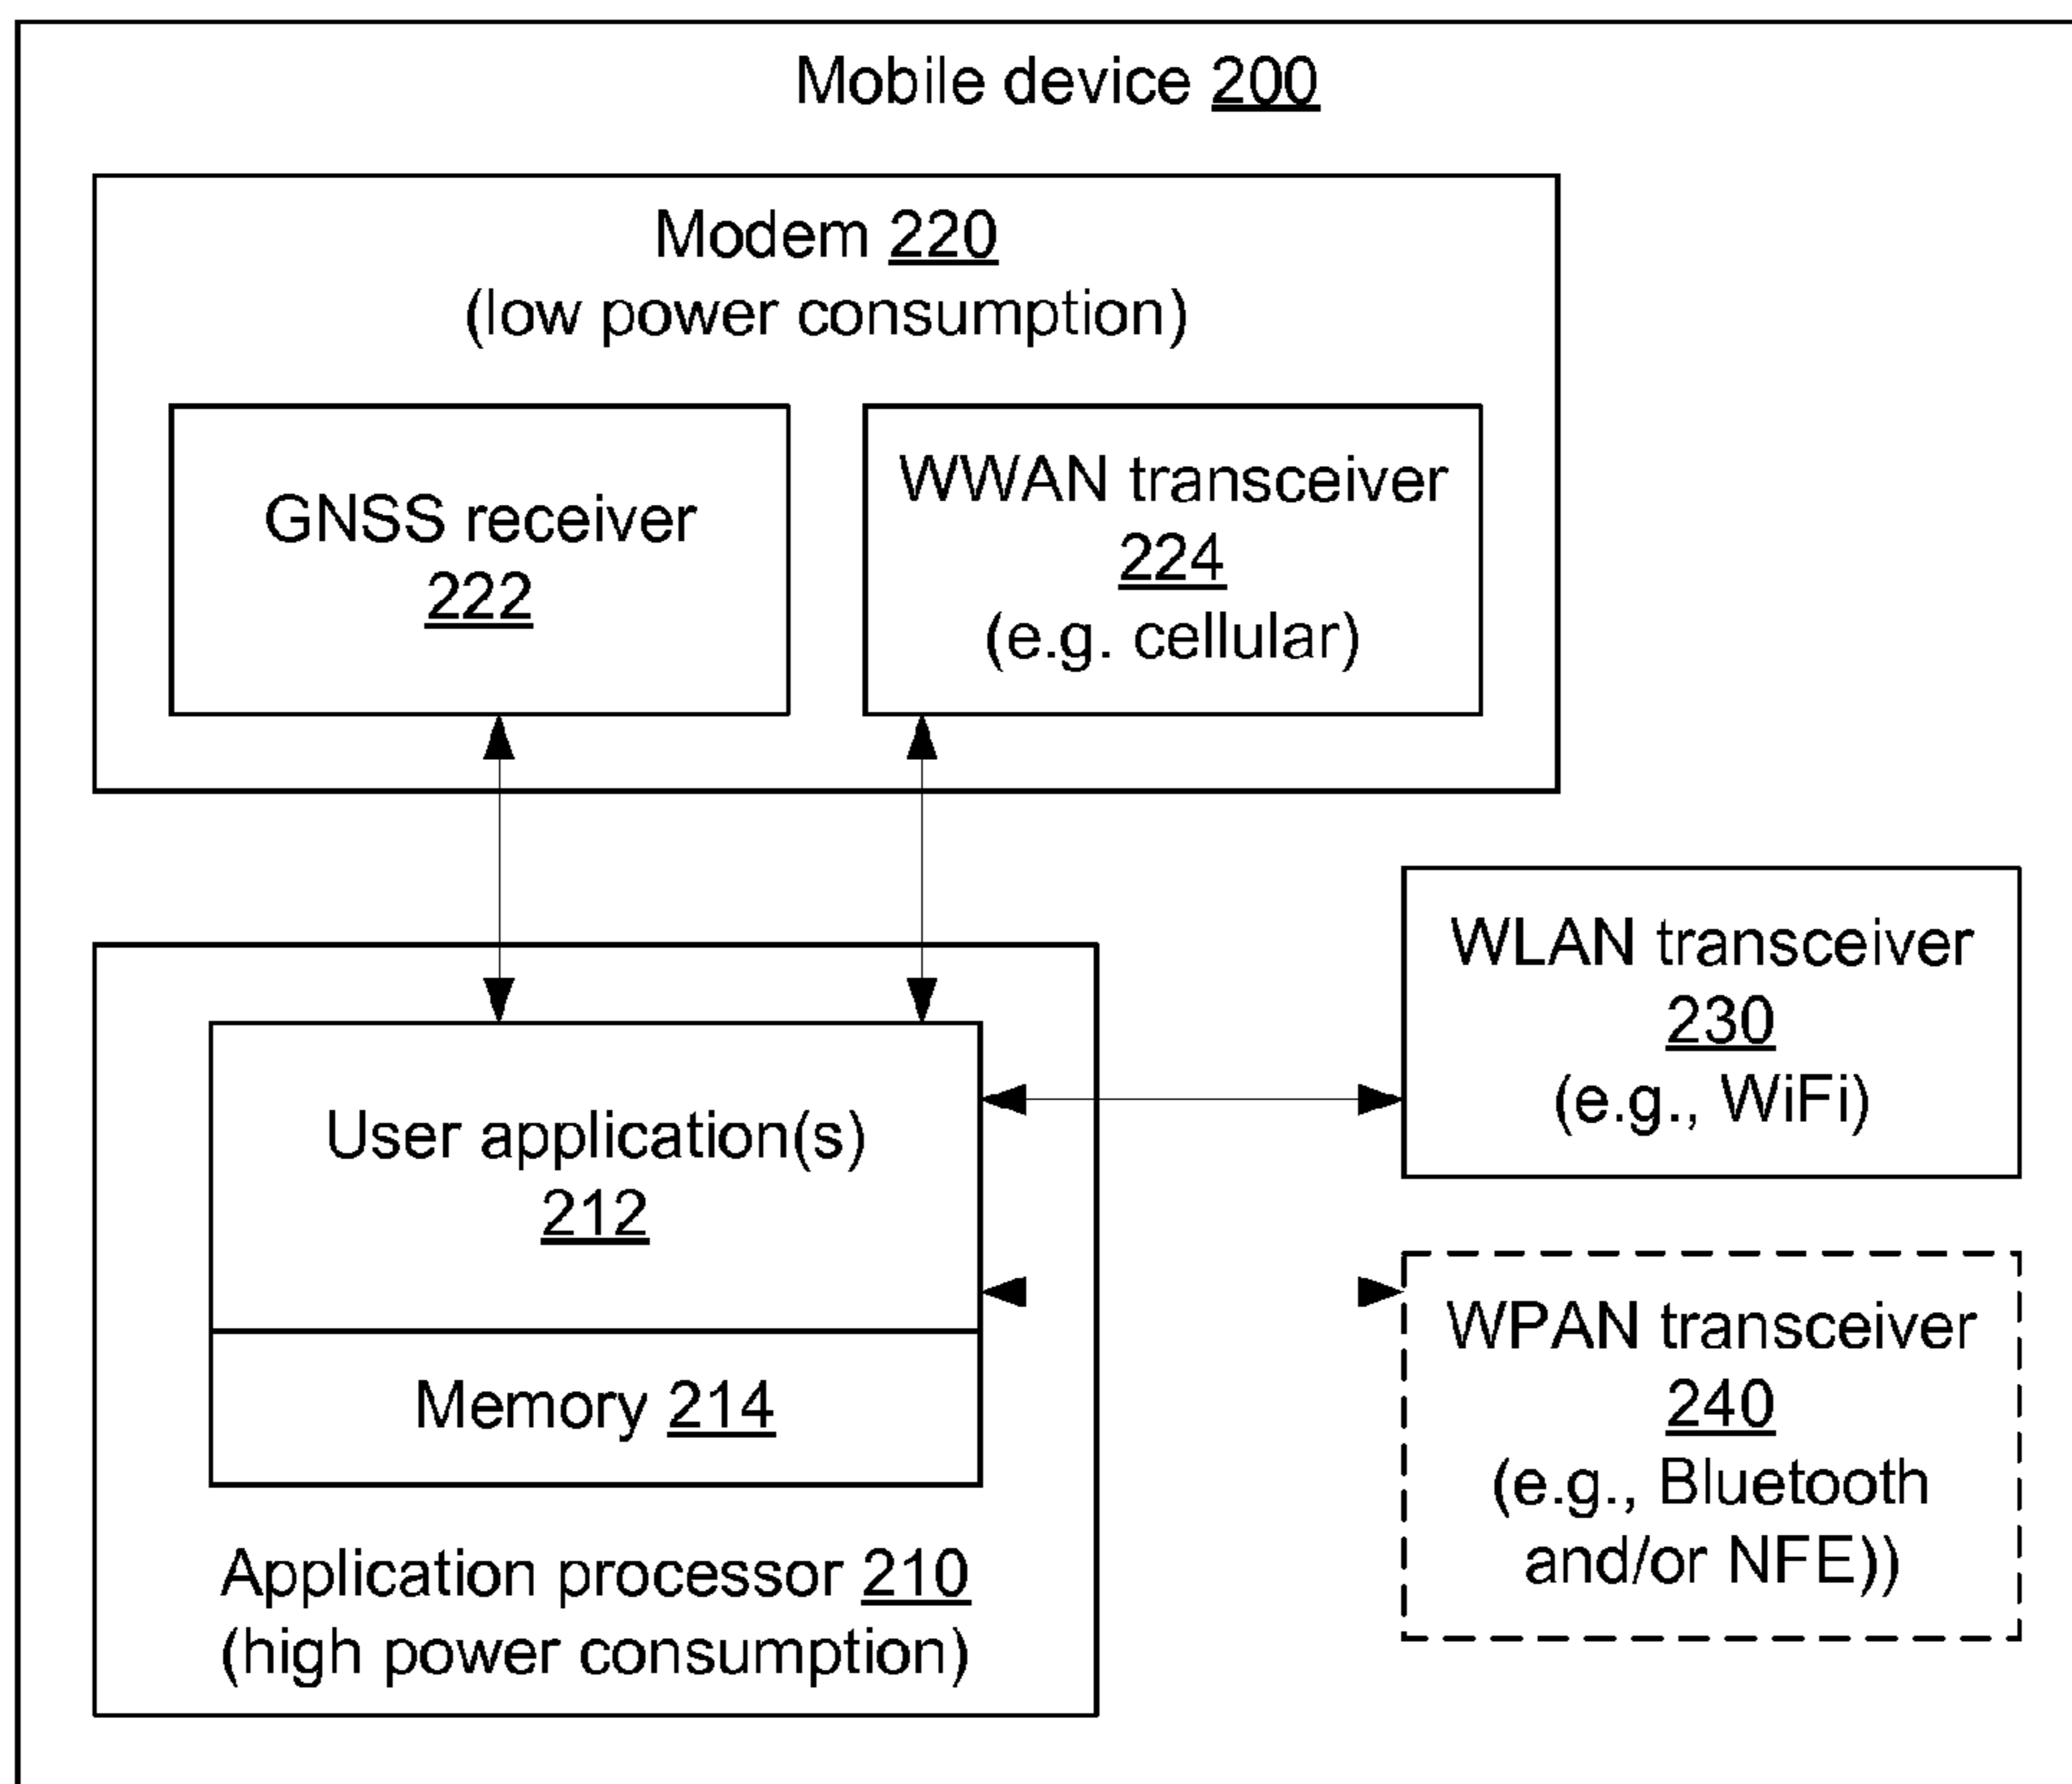 Mobile device 200
Modem 220
(low power consumption)
GNSS receiver
222
WWAN transceiver
224
(e.g. cellular)
WLAN transceiver
230
(e.g., WiFi)
User application(s)
212
Memory 214
Application processor 210
(high power consumption)
WPAN transceiver
240
(e.g., Bluetooth
and/or NFE))